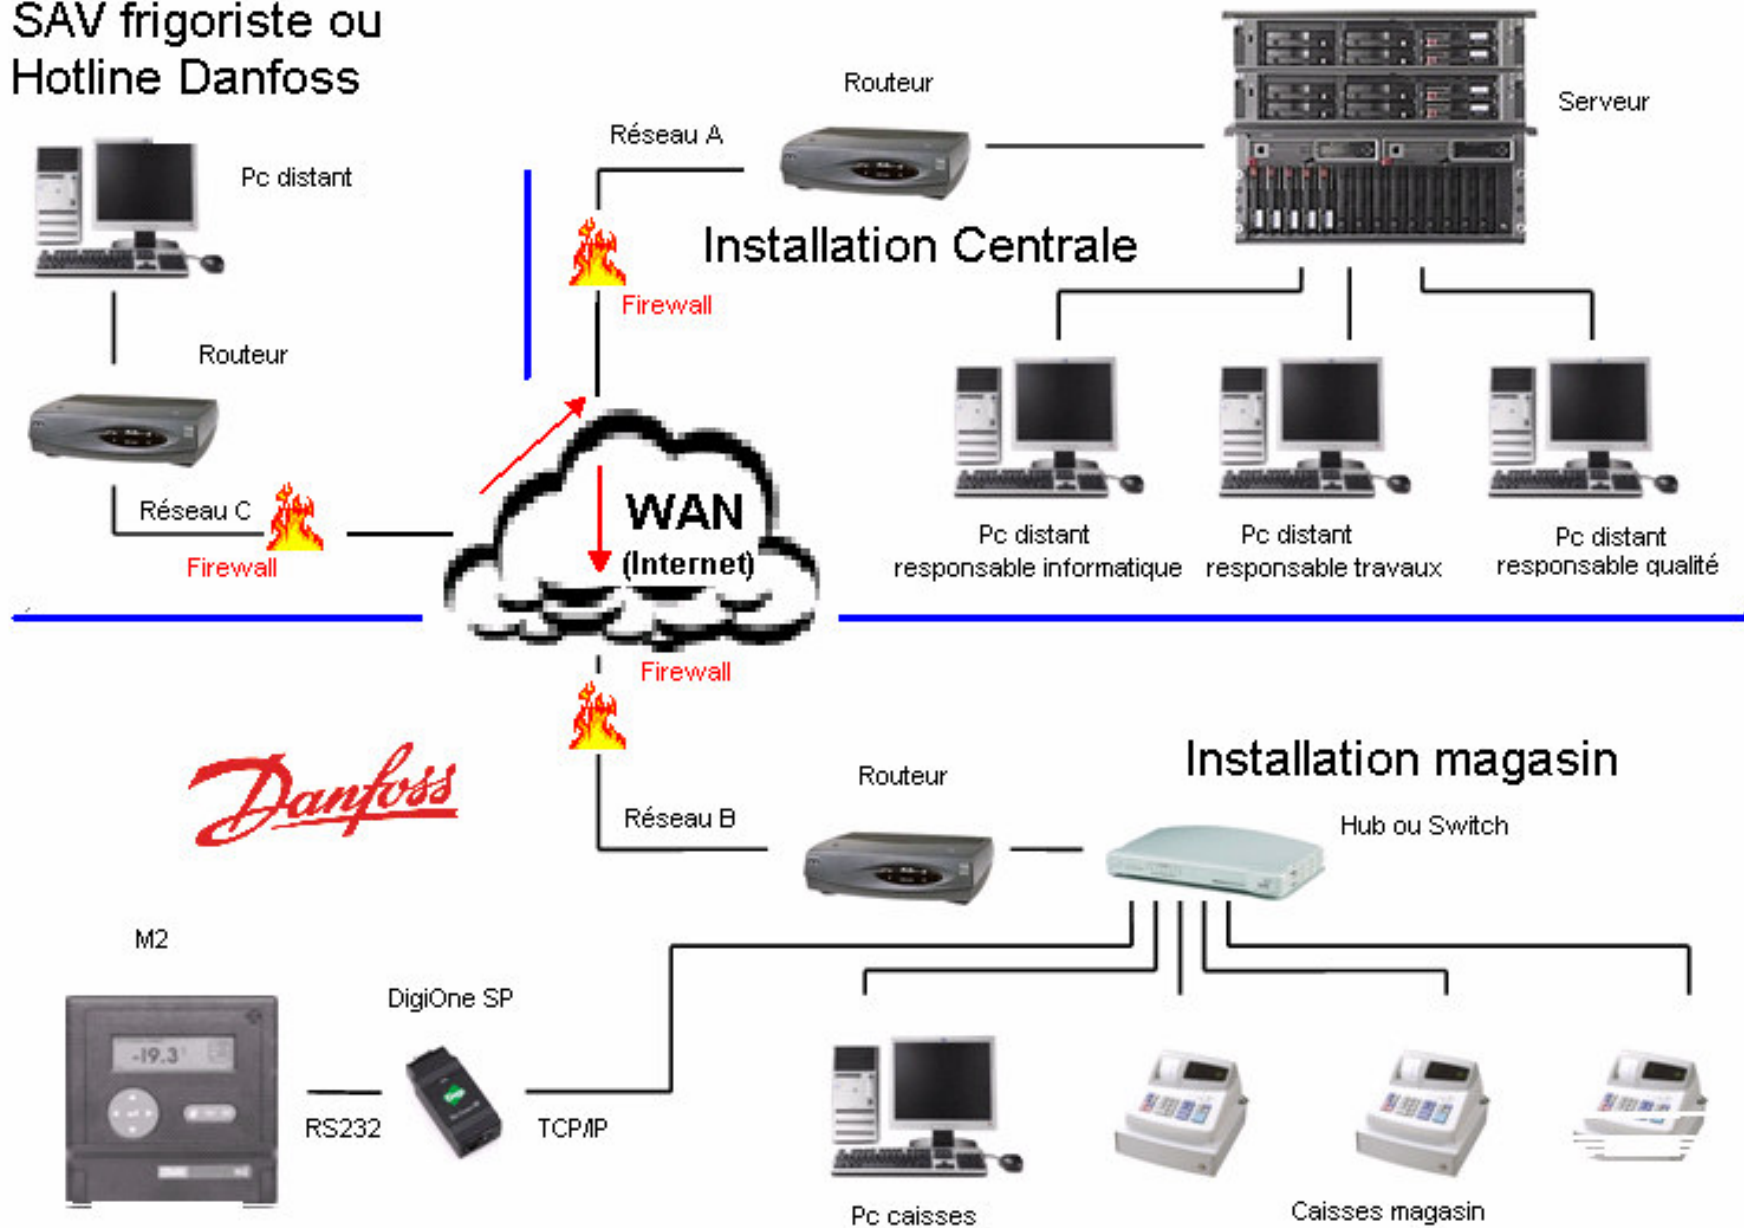 SAV frigoriste ou
Hotline Danfoss
Pc distant
Routeur
Réseau C
Firewall
Réseau A
Routeur
Serveur
Installation Centrale
Firewall
Pc distant
responsable informatique
Pc distant
responsable travaux
Pc distant
responsable qualité
WAN
(Internet)
Firewall
Danfoss
Installation magasin
Réseau B
Routeur
Hub ou Switch
M2
-19.3°
RS232
DigiOne SP
Digi
TCP/IP
Pc caisses
Caisses magasin